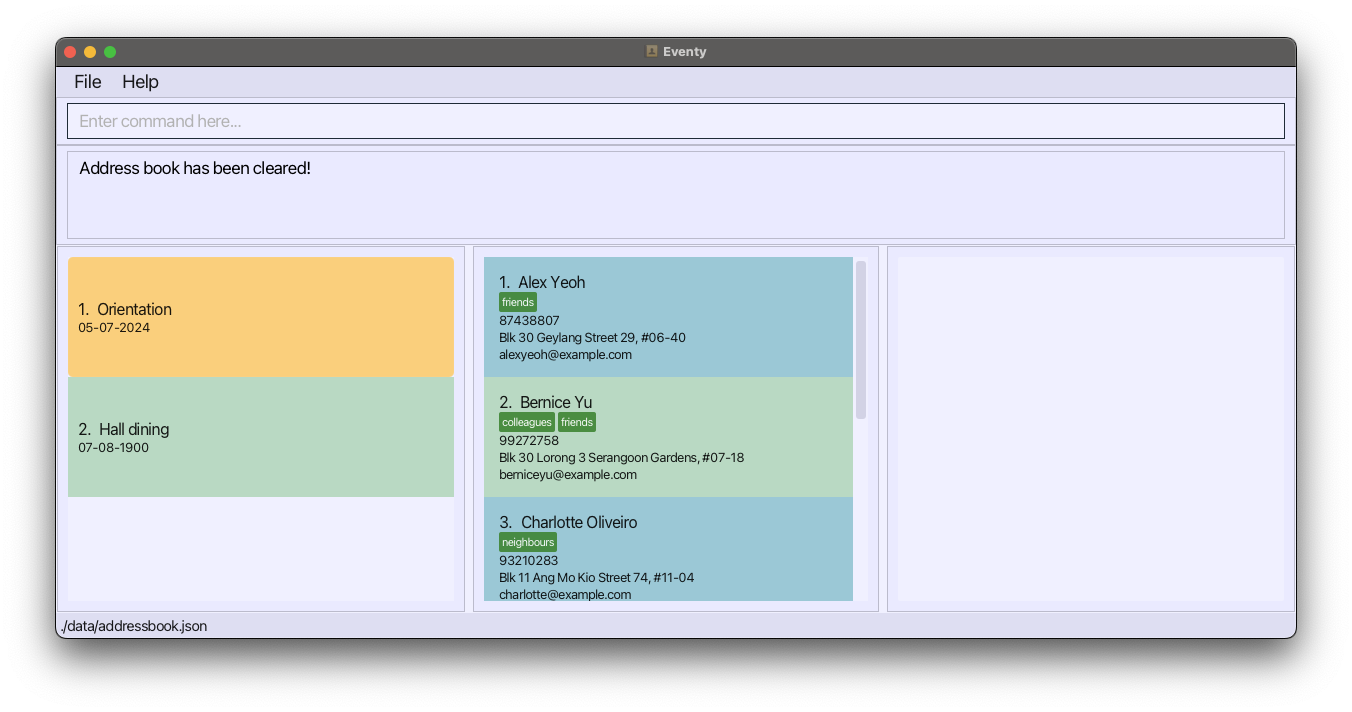 Eventy
File Help
Enter command here...
Address book has been cleared!
1. Orientation
05-07-2024
2. Hall dining
07-08-1900
1. Alex Yeoh
friends
87438807
Blk 30 Geylang Street 29, #06-40
alexyeoh@example.com
2. Bernice Yu
colleagues friends
99272758
Blk 30 Lorong 3 Serangoon Gardens, #07-18
berniceyu@example.com
3. Charlotte Oliveiro
neighbours
93210283
Blk 11 Ang Mo Kio Street 74, #11-04
charlotte@example.com
./data/addressbook.json